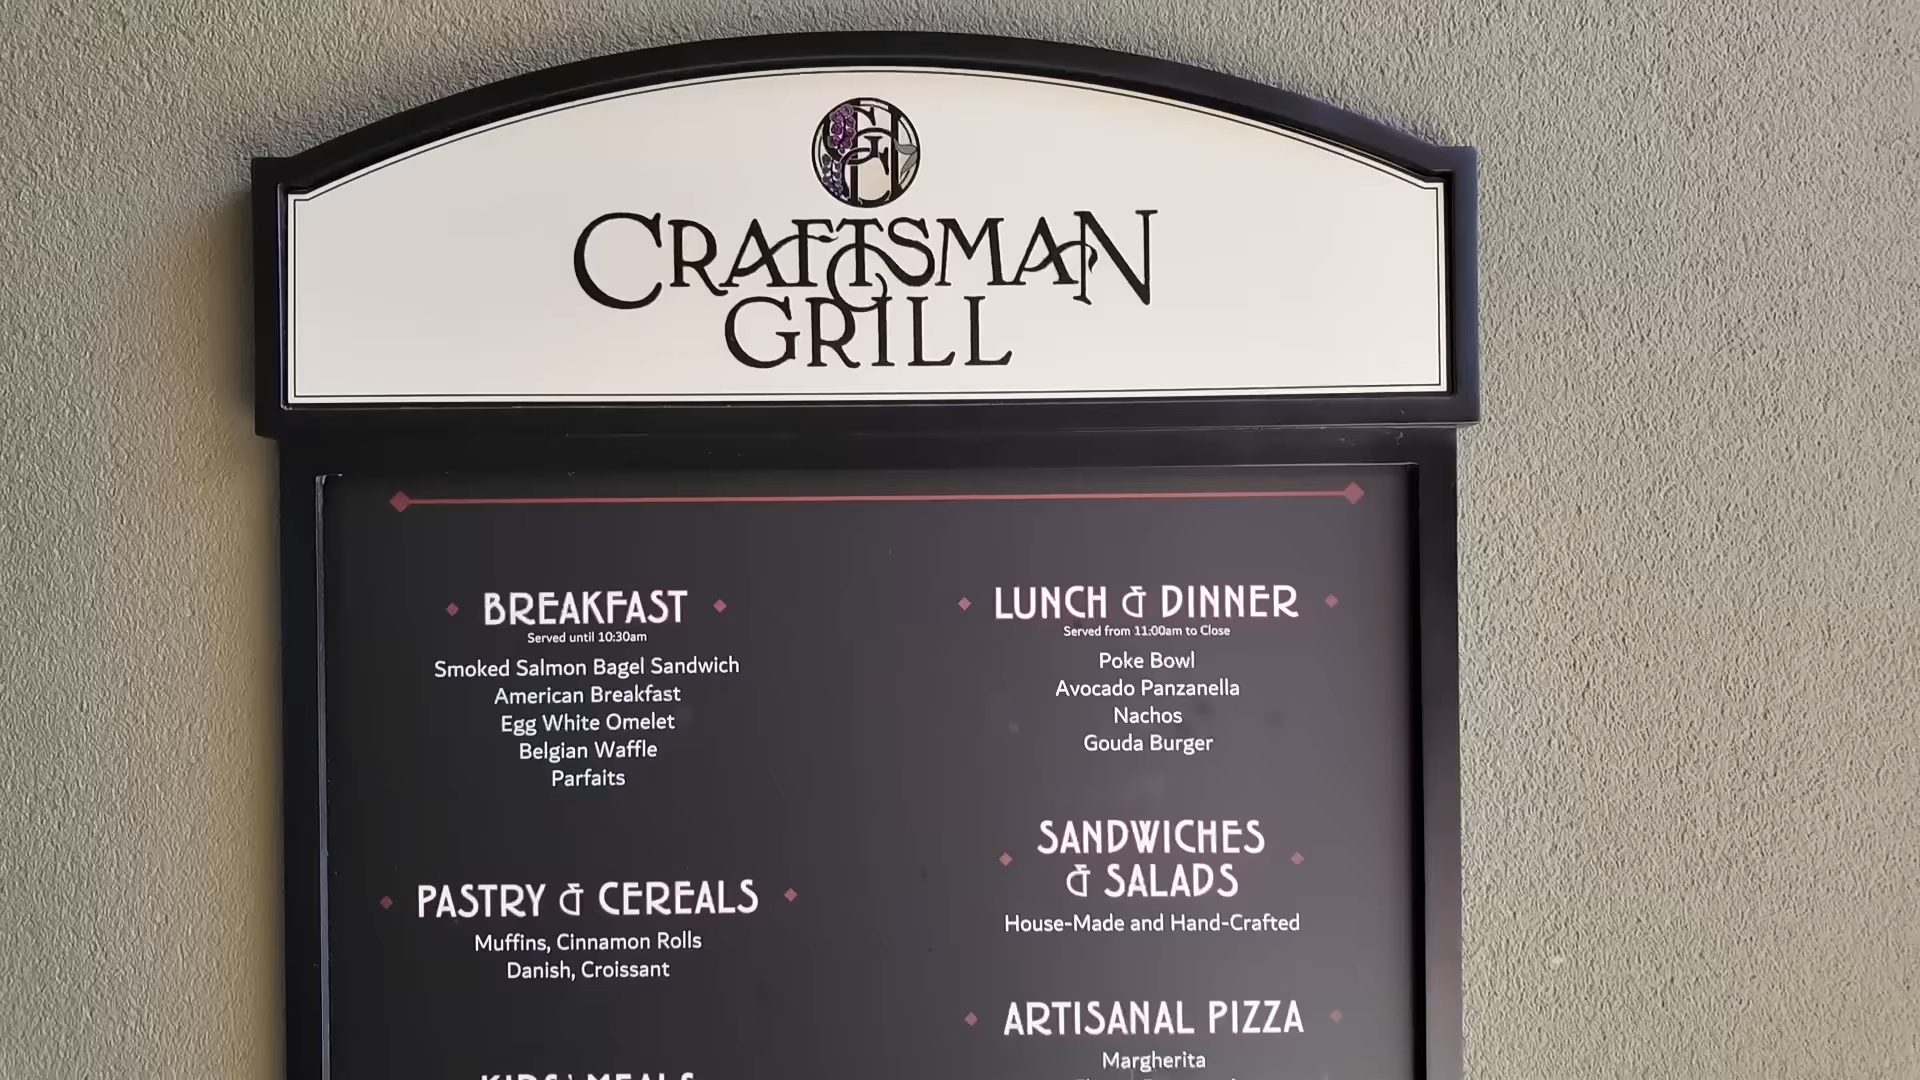 CRAFTSMAN
GRILL
BREAKFAST
Served until 10:30am
Smoked Salmon Bagel Sandwich
American Breakfast
Egg White Omelet
Belgian Waffle
Parfaits
PASTRY & CEREALS
Muffins, Cinnamon Rolls
Danish, Croissant
KIDS' MEALS
LUNCH & DINNER
Served from 11:00am to Close
Poke Bowl
Avocado Panzanella
Nachos
Gouda Burger
SANDWICHES
& SALADS
House-Made and Hand-Crafted
ARTISANAL PIZZA
Margherita